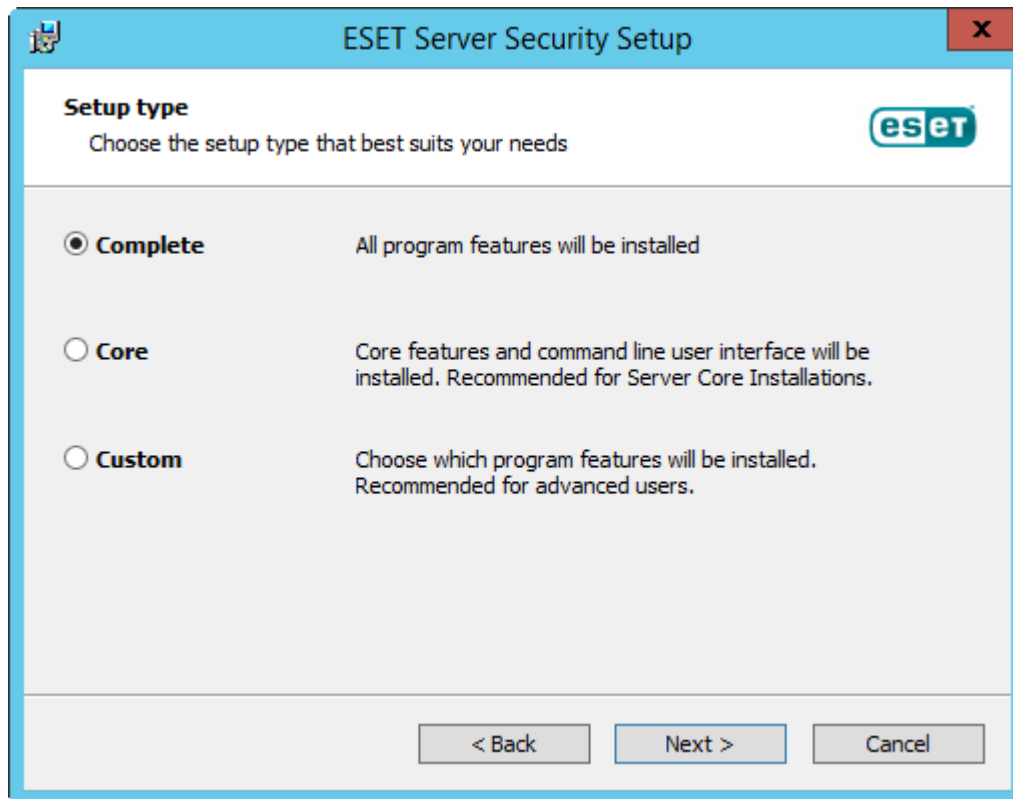 ESET Server Security Setup
x
Setup type
Choose the setup type that best suits your needs
eset
Complete
All program features will be installed
Core
Core features and command line user interface will be
installed. Recommended for Server Core Installations.
Custom
Choose which program features will be installed.
Recommended for advanced users.
< Back
Next >
Cancel